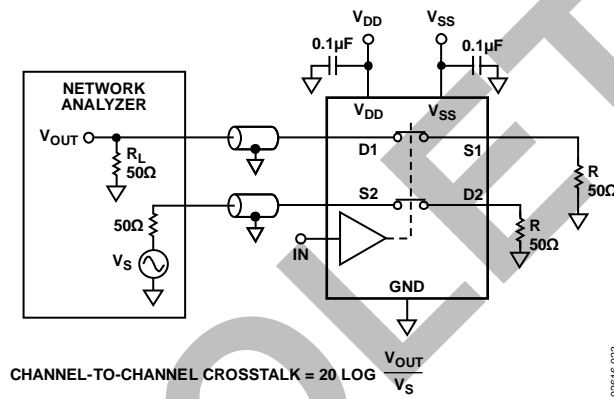 VDD
VSS
0.1µF
0.1µF
NETWORK
ANALYZER
VDD
VSS
VOUT
D1
S1
RL
50Ω
R
50Ω
S2
D2
50Ω
R
50Ω
VS
IN
GND
CHANNEL-TO-CHANNEL CROSSTALK = 20 LOG VOUT
VS